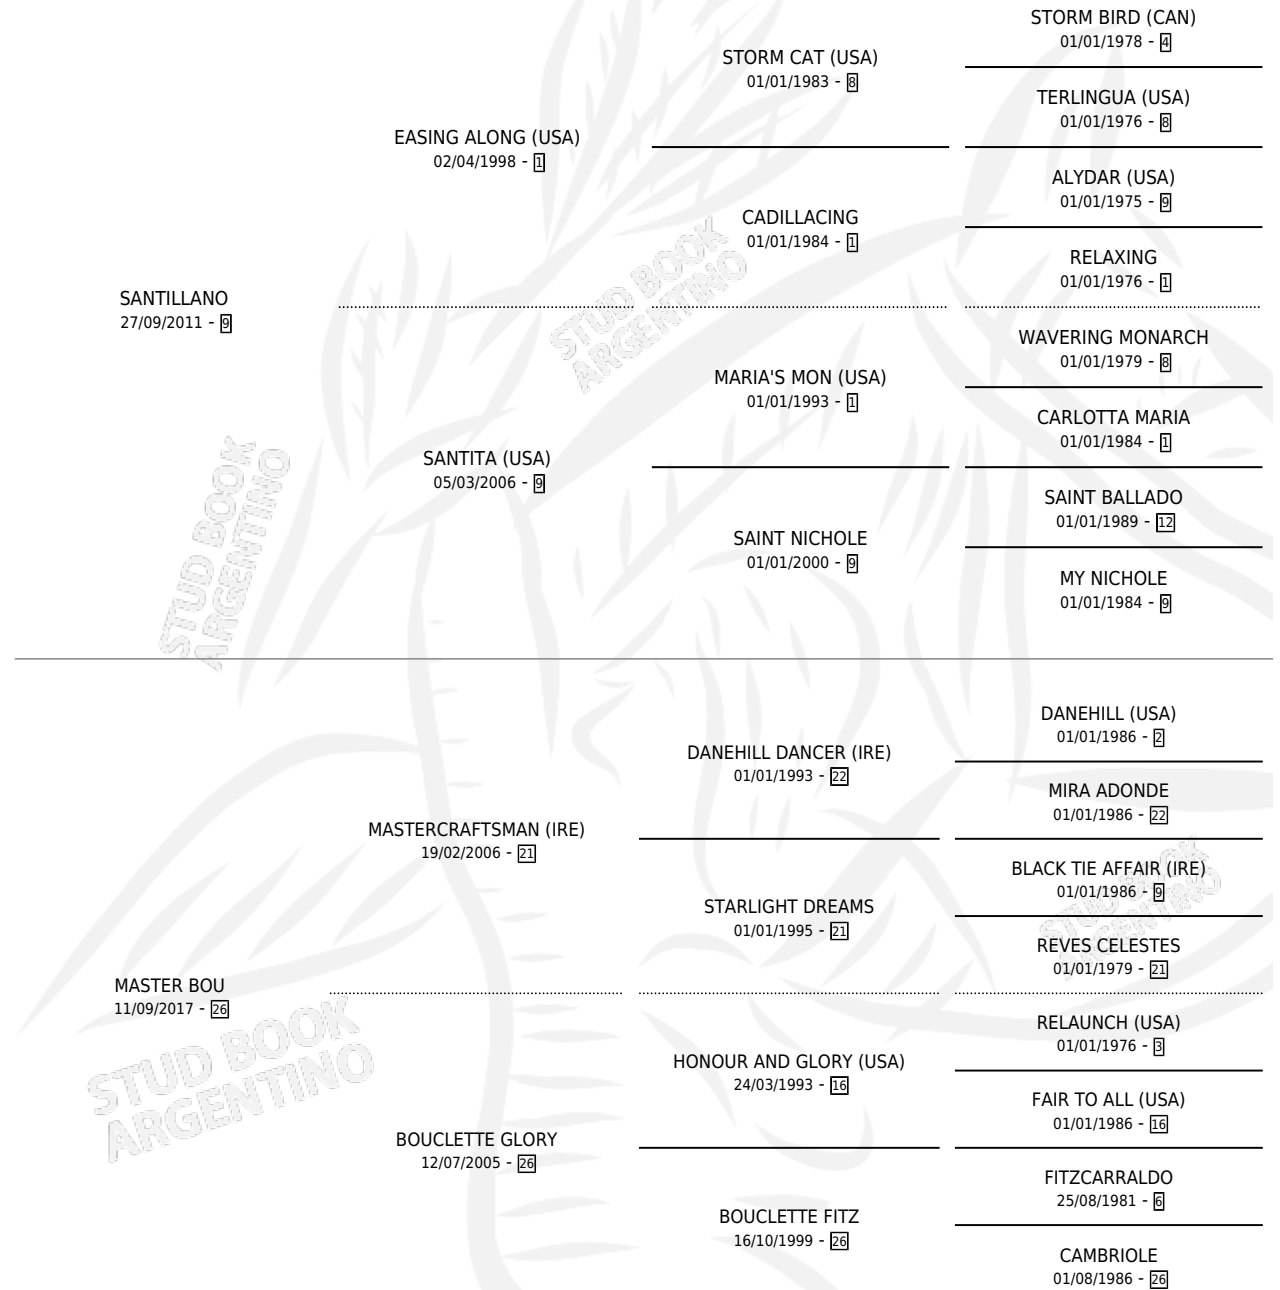 STORM BIRD (CAN)
01/01/1978 - 4
STORM CAT (USA)
01/01/1983 - 8
TERLINGUA (USA)
01/01/1976 - 8
EASING ALONG (USA)
02/04/1998 - 1
ALYDAR (USA)
01/01/1975 - 9
CADILLACING
01/01/1984 - 1
RELAXING
01/01/1976 - 1
SANTILLANO
27/09/2011 - 9
WAVERING MONARCH
01/01/1979 - 8
MARIA'S MON (USA)
01/01/1993 - 1
CARLOTTA MARIA
01/01/1984 - 1
SANTITA (USA)
05/03/2006 - 9
SAINT BALLADO
01/01/1989 - 12
SAINT NICHOLE
01/01/2000 - 9
MY NICHOLE
01/01/1984 - 9
STUD BOOK
ARGENTINO
STUD BOOK
ARGENTINO
DANEHILL (USA)
01/01/1986 - 2
DANEHILL DANCER (IRE)
01/01/1993 - 22
MIRA ADONDE
01/01/1986 - 22
MASTERCRAFTSMAN (IRE)
19/02/2006 - 21
BLACK TIE AFFAIR (IRE)
01/01/1986 - 9
STARLIGHT DREAMS
01/01/1995 - 21
REVES CELESTES
01/01/1979 - 21
STUD BOOK
ARGENTINO
MASTER BOU
11/09/2017 - 26
RELAUNCH (USA)
01/01/1976 - 3
HONOUR AND GLORY (USA)
24/03/1993 - 16
FAIR TO ALL (USA)
01/01/1986 - 16
BOUCLETTE GLORY
12/07/2005 - 26
FITZCARRALDO
25/08/1981 - 6
BOUCLETTE FITZ
16/10/1999 - 26
CAMBRIOLE
01/08/1986 - 26
STUD BOOK
ARGENTINO